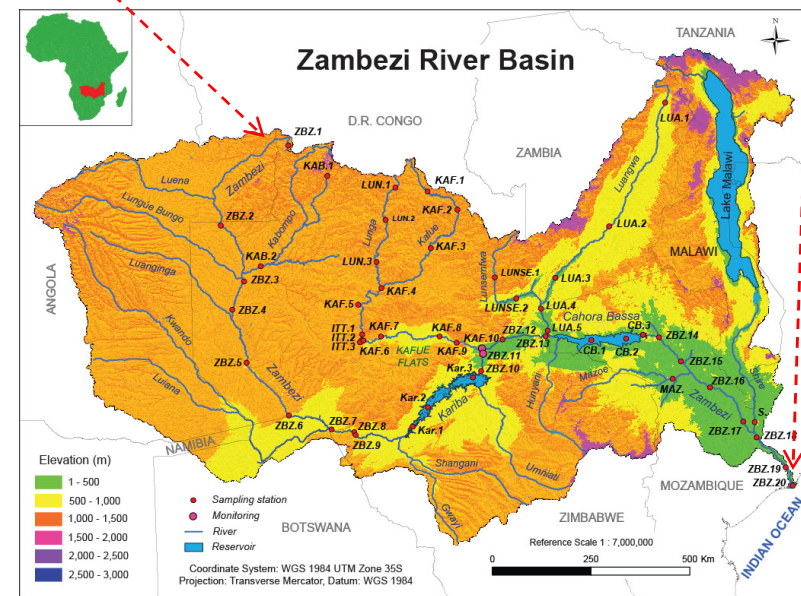 Zambezi River Basin
TANZANIA
N
D.R. CONGO
ZAMBIA
ANGOLA
NAMIBIA
BOTSWANA
ZIMBABWE
MOZAMBIQUE
MALAWI
INDIAN OCEAN
Lake Malawi
ZBZ.1
KAB.1
LUN.1
KAF.1
LUA.1
Luena
Zambezi
Lungúe Bungo
ZBZ.2
Kabompo
LUN.2
Lunga
Kafue
KAF.2
KAF.3
Luangwa
LUA.2
Luanginga
KAB.2
ZBZ.3
LUN.3
KAF.4
Lunsemfwa
LUNSE.1
LUA.3
Kwando
ZBZ.4
KAF.5
LUNSE.2
LUA.4
Cahora Bassa
ITT.1
ITT.2
ITT.3
KAF.7
KAF.6
KAF.8
KAF.9
KAF.10
KAFUE
FLATS
ZBZ.12
LUA.5
ZBZ.13
CB.1
CB.2
CB.3
ZBZ.14
ZBZ.5
ZBZ.11
ZBZ.10
Kar.3
Kar.2
Kariba
Kar.1
Hunyani
Mazoe
MAZ.
ZBZ.15
ZBZ.16
Shire
Luiana
Zambezi
ZBZ.6
ZBZ.7
ZBZ.8
ZBZ.9
Zambezi
ZBZ.17
S.
ZBZ.18
ZBZ.19
ZBZ.20
Shangani
Gwayi
Umniati
Elevation (m)
1 - 500
500 - 1,000
1,000 - 1,500
1,500 - 2,000
2,000 - 2,500
2,500 - 3,000
Sampling station
Monitoring
River
Reservoir
Coordinate System: WGS 1984 UTM Zone 35S
Projection: Transverse Mercator, Datum: WGS 1984
Reference Scale 1 : 7,000,000
0 250 500 Km